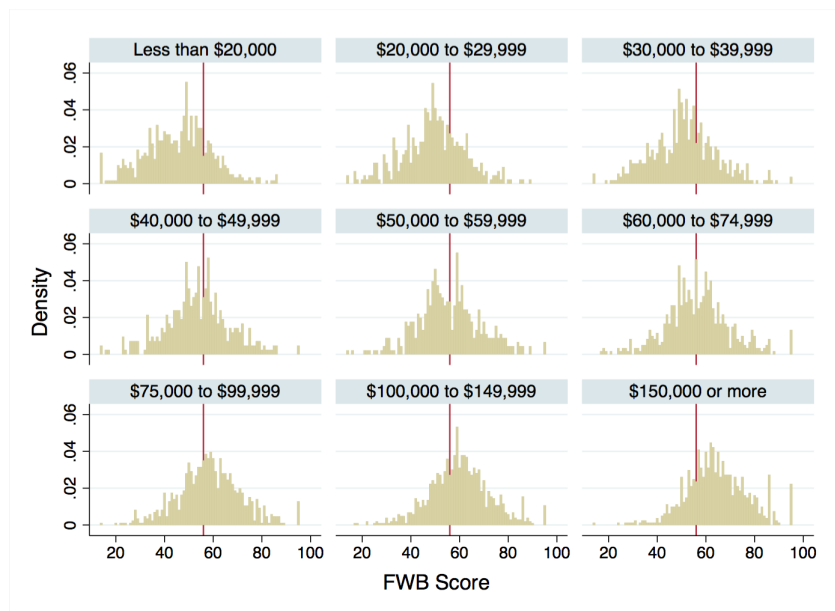 Less than $20,000 $20,000 to $29,999 $30,000 to $39,999
.06
.04
.02
0
$40,000 to $49,999 $50,000 to $59,999 $60,000 to $74,999
.06
.04
.02
0
Density
$75,000 to $99,999 $100,000 to $149,999 $150,000 or more
.06
.04
.02
0
20 40 60 80 100 20 40 60 80 100 20 40 60 80 100
FWB Score